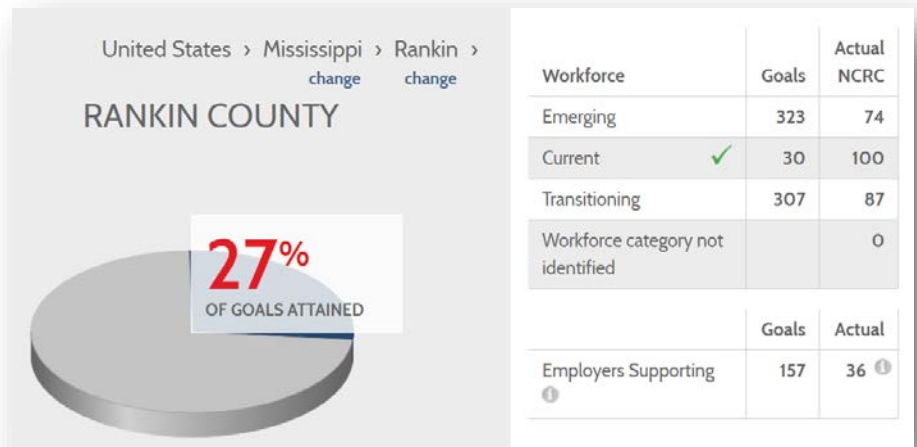 United States › Mississippi › Rankin ›
change change
RANKIN COUNTY
27%
OF GOALS ATTAINED
Workforce Goals Actual NCRC
Emerging 323 74
Current ✓ 30 100
Transitioning 307 87
Workforce category not identified 0
Goals Actual
Employers Supporting 157 36